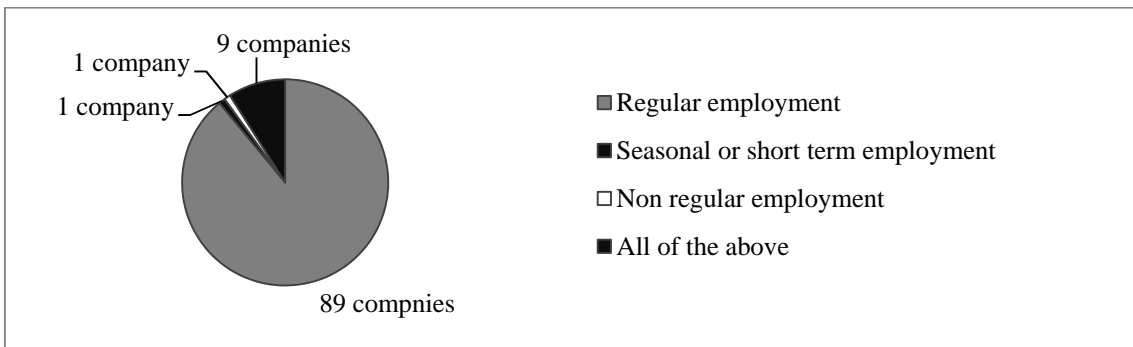 9 companies
1 company
1 company
89 compnies
Regular employment
Seasonal or short term employment
Non regular employment
All of the above